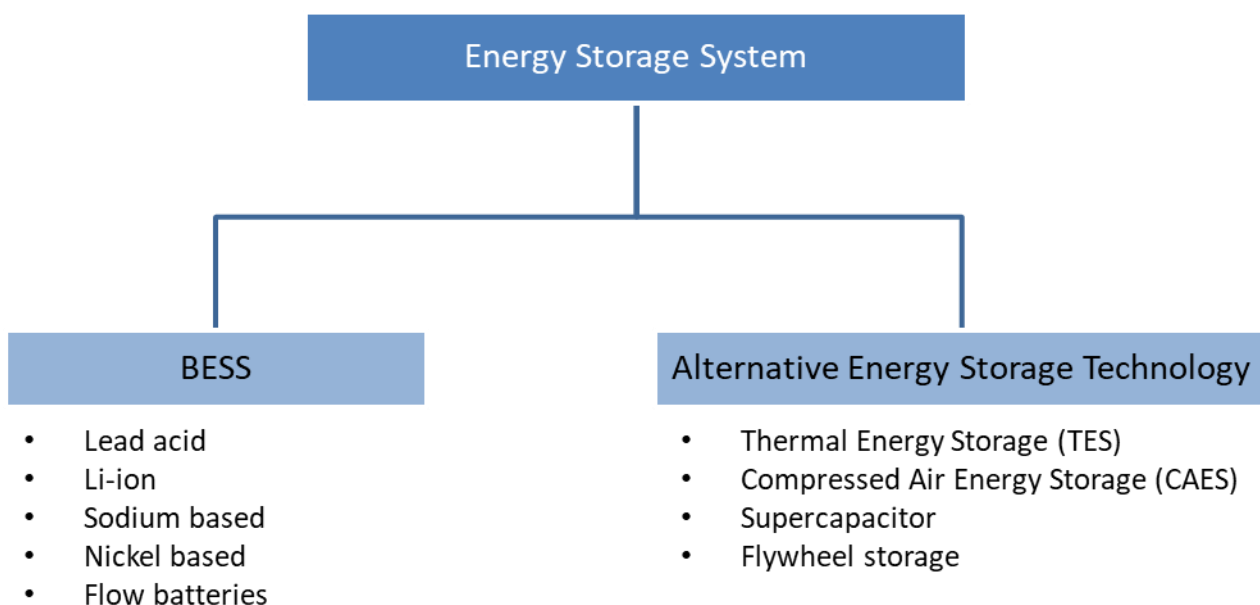 Energy Storage System
BESS
• Lead acid
• Li-ion
• Sodium based
• Nickel based
• Flow batteries
Alternative Energy Storage Technology
• Thermal Energy Storage (TES)
• Compressed Air Energy Storage (CAES)
• Supercapacitor
• Flywheel storage